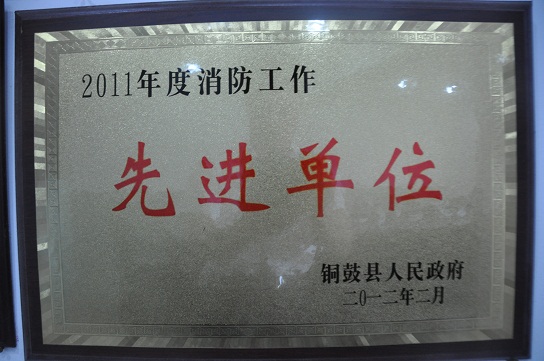 2011年度消防工作
先进单位
铜鼓县人民政府
二〇一二年二月